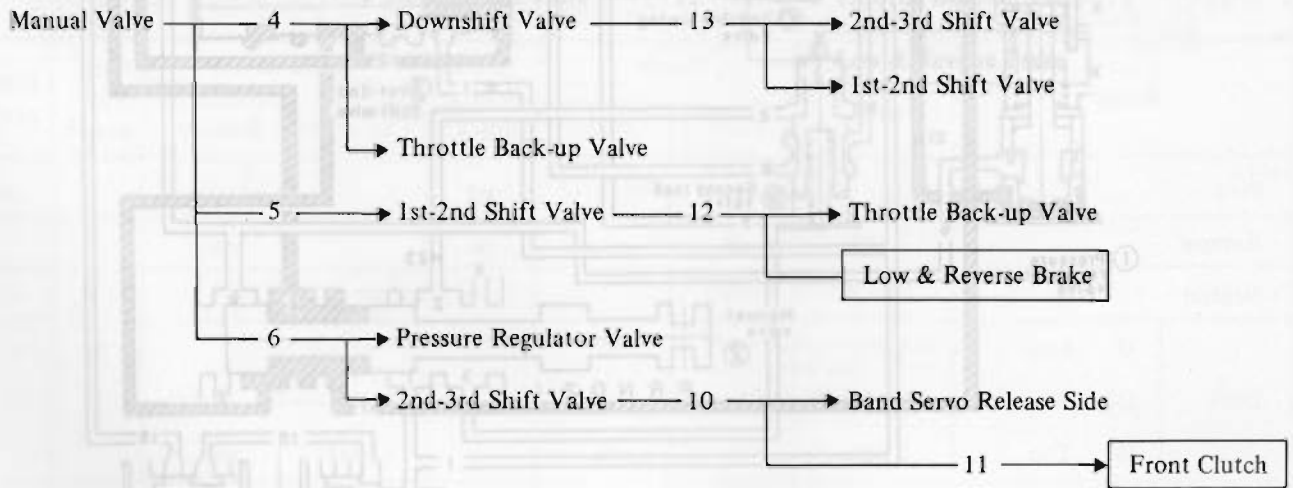 Manual Valve 4 Downshift Valve 13 2nd-3rd Shift Valve
1st-2nd Shift Valve
Throttle Back-up Valve
5 1st-2nd Shift Valve 12 Throttle Back-up Valve
Low & Reverse Brake
6 Pressure Regulator Valve
2nd-3rd Shift Valve 10 Band Servo Release Side
11 Front Clutch